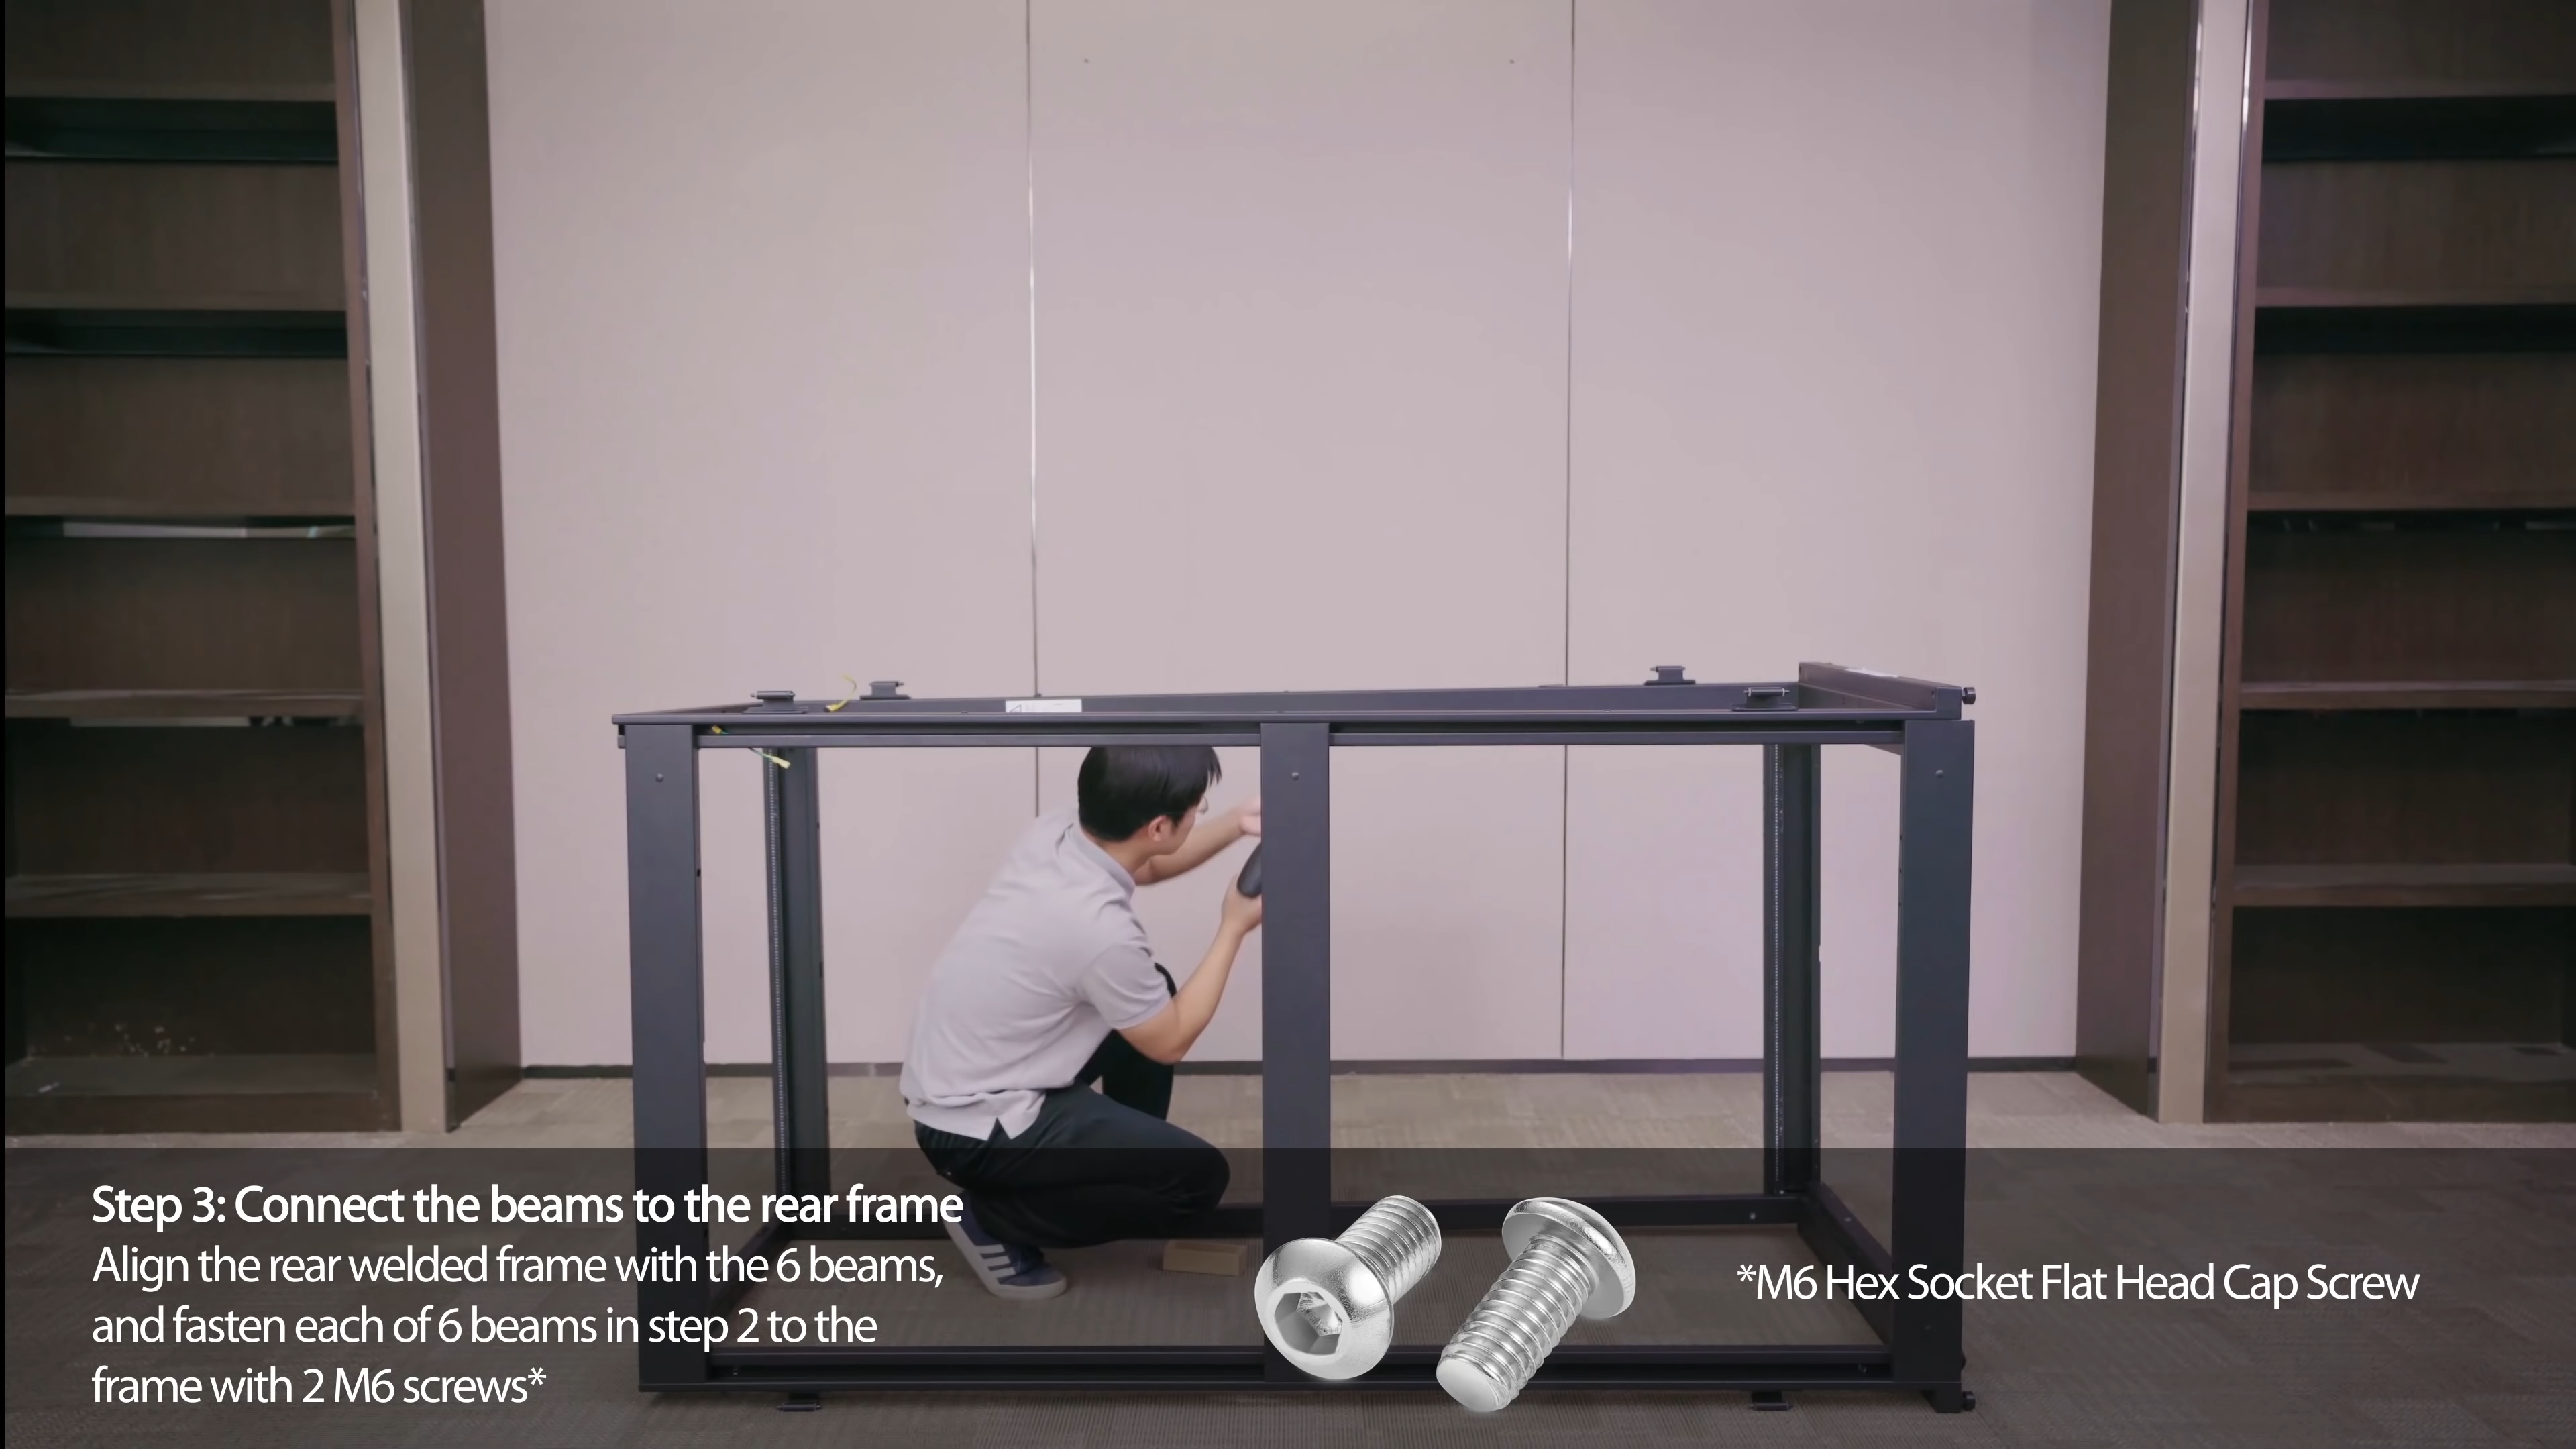 Step 3: Connect the beams to the rear frame
Align the rear welded frame with the 6 beams,
and fasten each of 6 beams in step 2 to the
frame with 2 M6 screws*
*M6 Hex Socket Flat Head Cap Screw